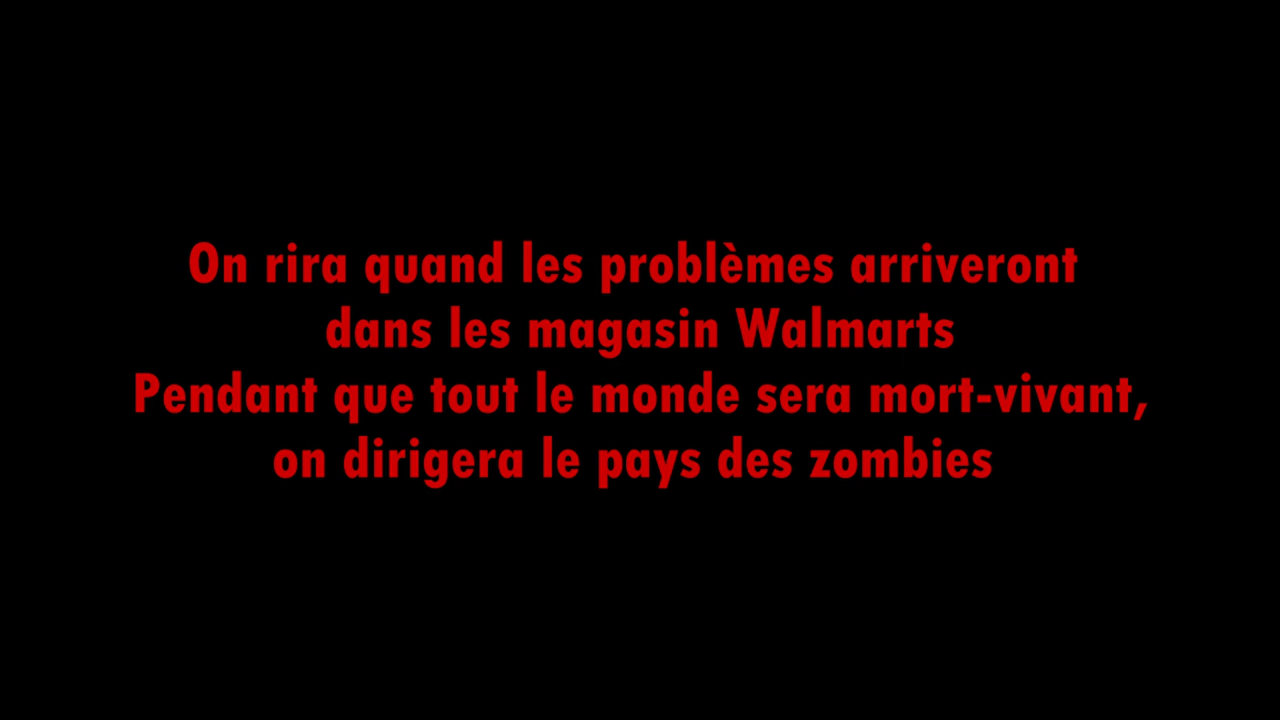 On rira quand les problèmes arriveront
dans les magasin Walmarts
Pendant que tout le monde sera mort-vivant,
on dirigera le pays des zombies